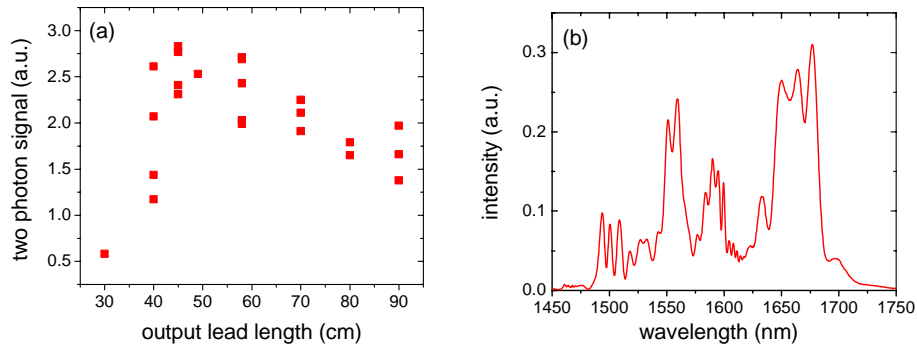 (a)
two photon signal (a.u.)
3.0
2.5
2.0
1.5
1.0
0.5
30 40 50 60 70 80 90
output lead length (cm)
(b)
intensity (a.u.)
0.3
0.2
0.1
0.0
1450 1500 1550 1600 1650 1700 1750
wavelength (nm)